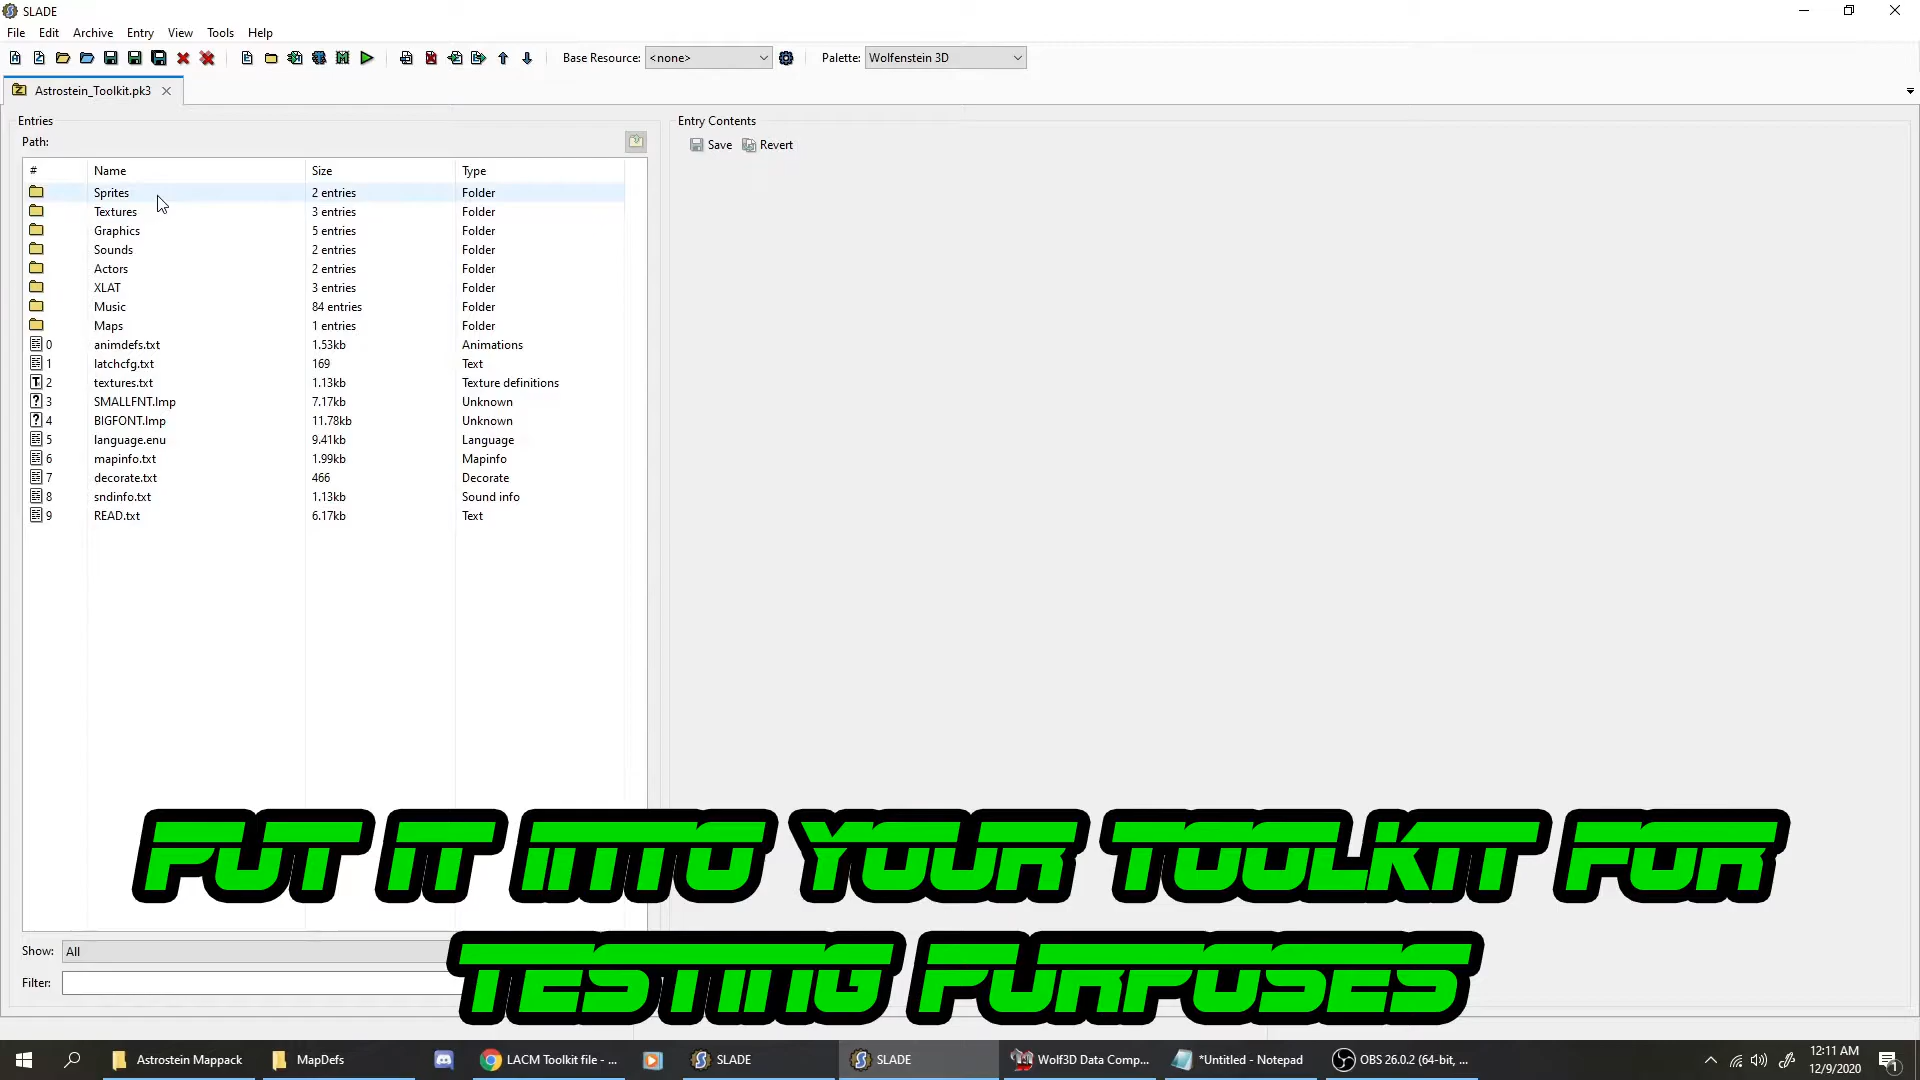 SLADE
File Edit Archive Entry View Tools Help
Base Resource: <none> Palette: Wolfenstein 3D
Astrostein_Toolkit.pk3
Entries
Path:
# Name Size Type
Sprites 2 entries Folder
Textures 3 entries Folder
Graphics 5 entries Folder
Sounds 2 entries Folder
Actors 2 entries Folder
XLAT 3 entries Folder
Music 84 entries Folder
Maps 1 entries Folder
0 animdefs.txt 1.53kb Animations
1 latchcfg.txt 169 Text
2 textures.txt 1.13kb Texture definitions
3 SMALLFNT.lmp 7.17kb Unknown
4 BIGFONT.lmp 11.78kb Unknown
5 language.enu 9.41kb Language
6 mapinfo.txt 1.99kb Mapinfo
7 decorate.txt 466 Decorate
8 sndinfo.txt 1.13kb Sound info
9 READ.txt 6.17kb Text
Entry Contents
Save Revert
PUT IT INTO YOUR TOOLKIT FOR
TESTING PURPOSES
Show: All
Filter:
Astrostein Mappack MapDefs LACM Toolkit file - ... SLADE SLADE Wolf3D Data Comp... *Untitled - Notepad OBS 26.0.2 (64-bit, ...
12:11 AM
12/9/2020
1